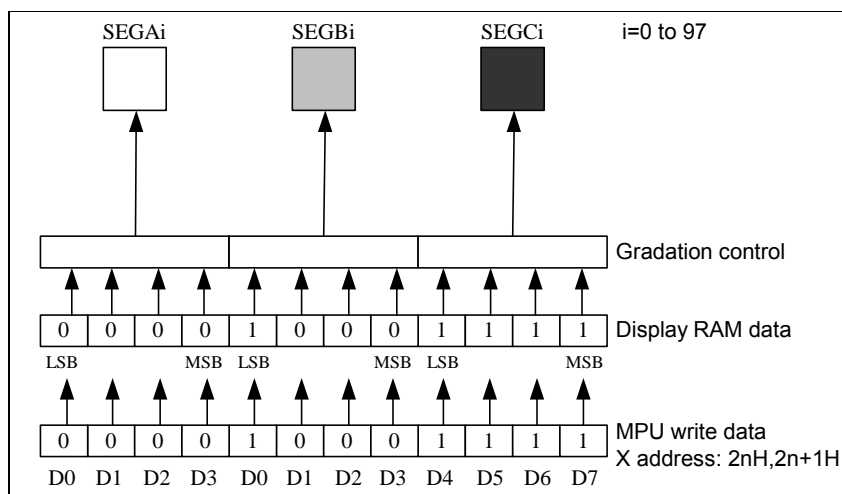 SEGAi SEGBi SEGCi i=0 to 97
Gradation control
0 0 0 0 1 0 0 0 1 1 1 1 Display RAM data
LSB MSB LSB MSB LSB MSB
0 0 0 0 1 0 0 0 1 1 1 1 MPU write data
X address: 2nH,2n+1H
D0 D1 D2 D3 D0 D1 D2 D3 D4 D5 D6 D7